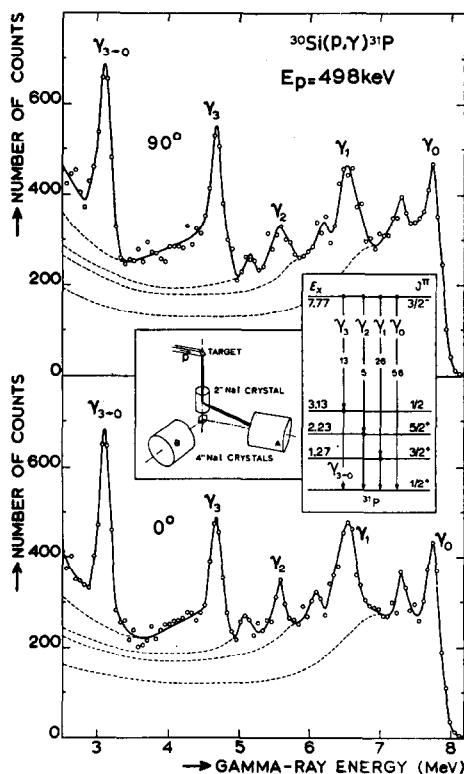 ³⁰Si(p,γ)³¹P
Eₚ=498keV
90°
γ₃→₀
γ₃
γ₂
γ₁
γ₀
→NUMBER OF COUNTS
600
400
200
0
Eₓ Jᵖⁱ
7.77 3/2⁻
γ₃ γ₂ γ₁ γ₀
13 5 26 56
3.13 1/2
2.23 5/2⁺
1.27 3/2⁺
γ₃→₀
1/2⁺
³¹P
p
TARGET
2" NaI CRYSTAL
B
A
4" NaI CRYSTALS
0°
γ₃→₀
γ₃
γ₂
γ₁
γ₀
→NUMBER OF COUNTS
600
400
200
0
3 4 5 6 7 8
→GAMMA-RAY ENERGY (MeV)